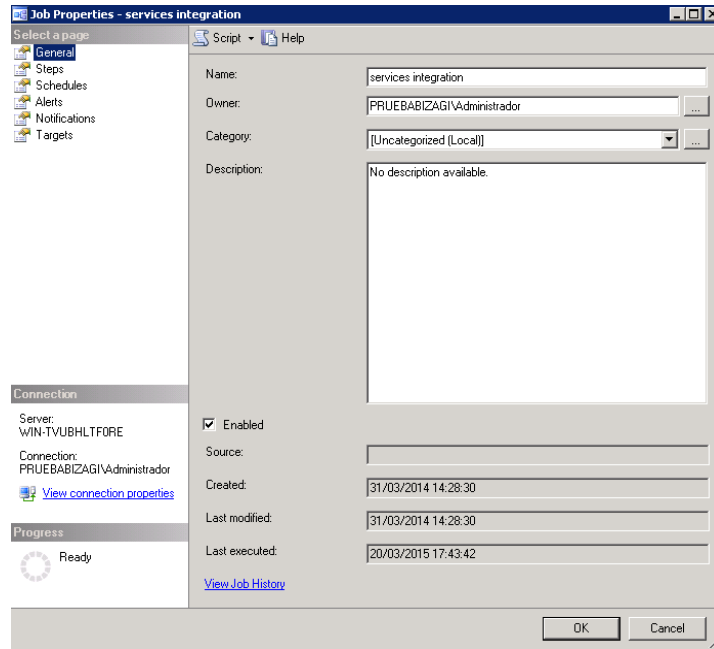 Job Properties - services integration
Select a page
General
Steps
Schedules
Alerts
Notifications
Targets
Script
Help
Name:
services integration
Owner:
PRUEBABIZAGI\Administrador
...
Category:
[Uncategorized (Local)]
...
Description:
No description available.
Connection
Server:
WIN-TVUBHLTF0RE
Connection:
PRUEBABIZAGI\Administrador
View connection properties
Progress
Ready
Enabled
Source:
Created:
31/03/2014 14:28:30
Last modified:
31/03/2014 14:28:30
Last executed:
20/03/2015 17:43:42
View Job History
OK
Cancel